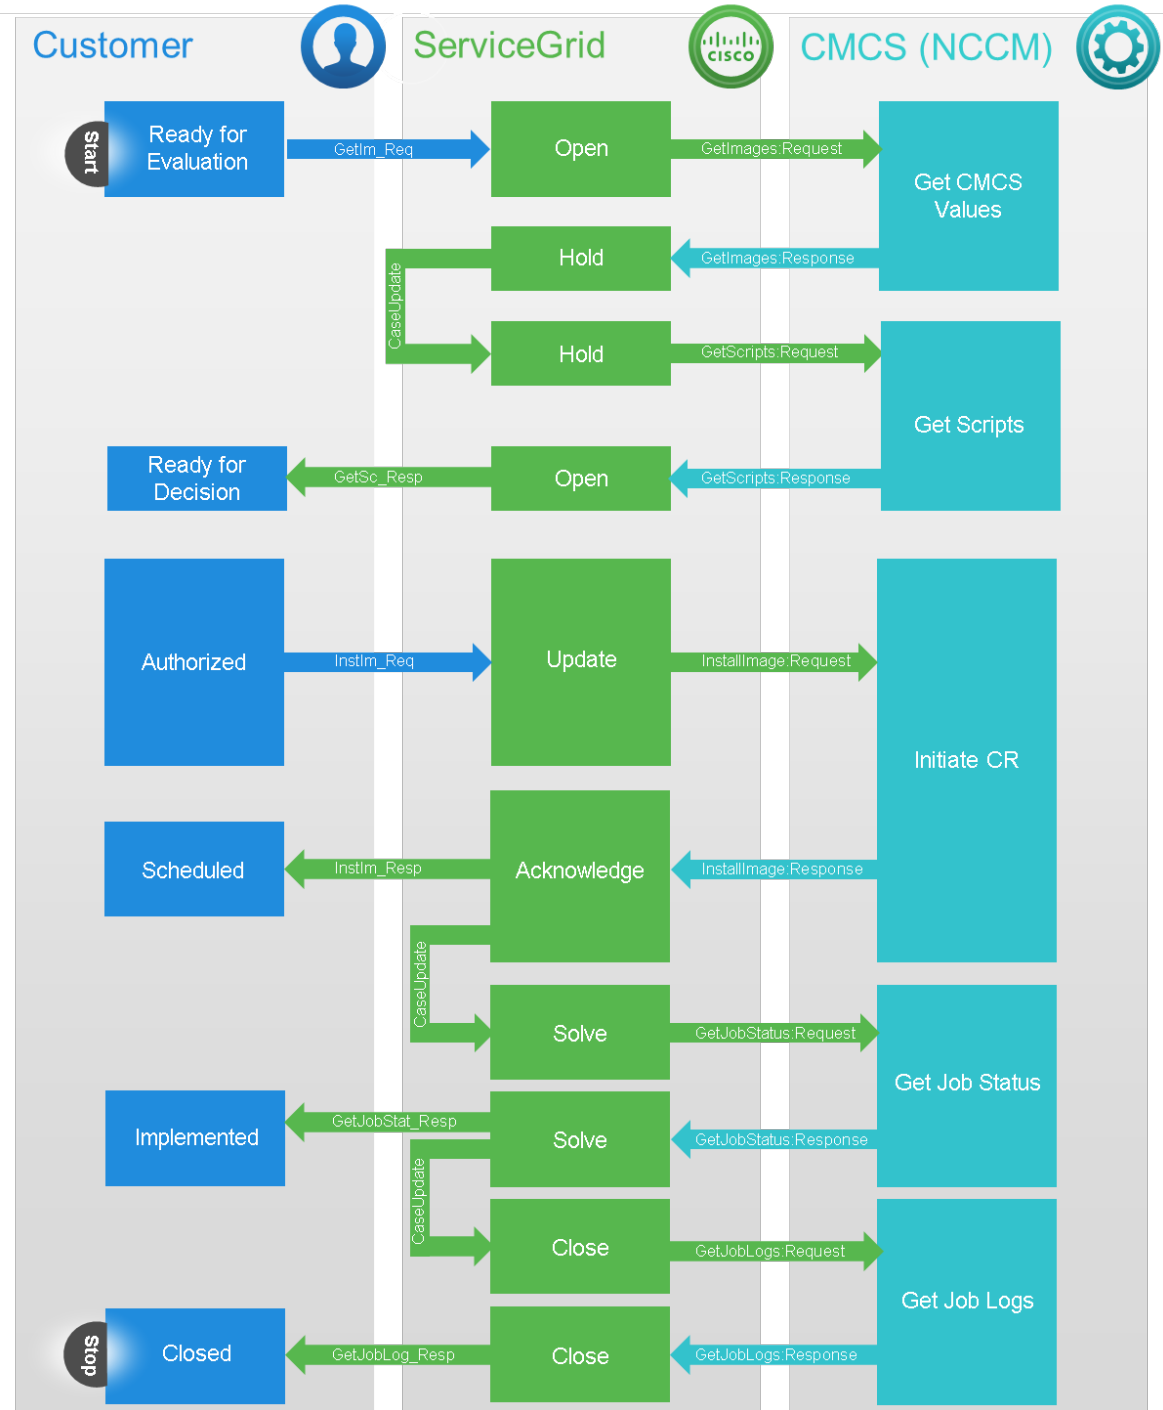 Customer
ServiceGrid
CISCO
CMCS (NCCM)
Start
Ready for
Evaluation
GetIm_Req
Open
GetImages:Request
Get CMCS
Values
Hold
GetImages:Response
CaseUpdate
Hold
GetScripts:Request
Get Scripts
Ready for
Decision
GetSc_Resp
Open
GetScripts:Response
Authorized
InstIm_Req
Update
InstallImage:Request
Initiate CR
Scheduled
InstIm_Resp
Acknowledge
InstallImage:Response
CaseUpdate
Solve
GetJobStatus:Request
Get Job Status
Implemented
GetJobStat_Resp
Solve
GetJobStatus:Response
CaseUpdate
Close
GetJobLogs:Request
Get Job Logs
Stop
Closed
GetJobLog_Resp
Close
GetJobLogs:Response